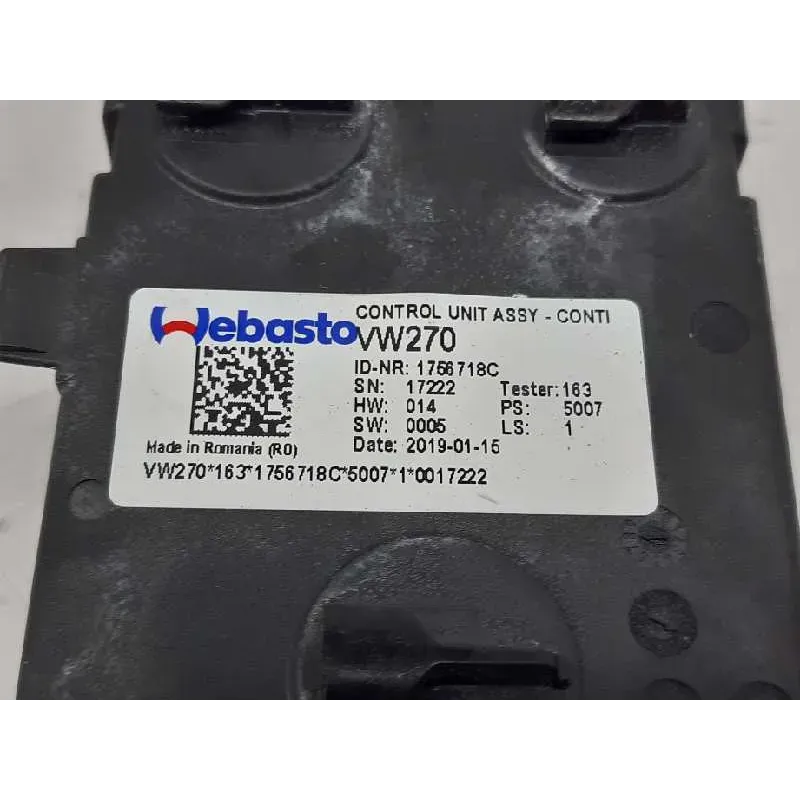 Webasto
CONTROL UNIT ASSY - CONTI
VW270
ID-NR: 1756718C
SN: 17222 Tester: 163
HW: 014 PS: 5007
SW: 0005 LS: 1
Made in Romania (RO) Date: 2019-01-15
VW270*163*1756718C*5007*1*0017222